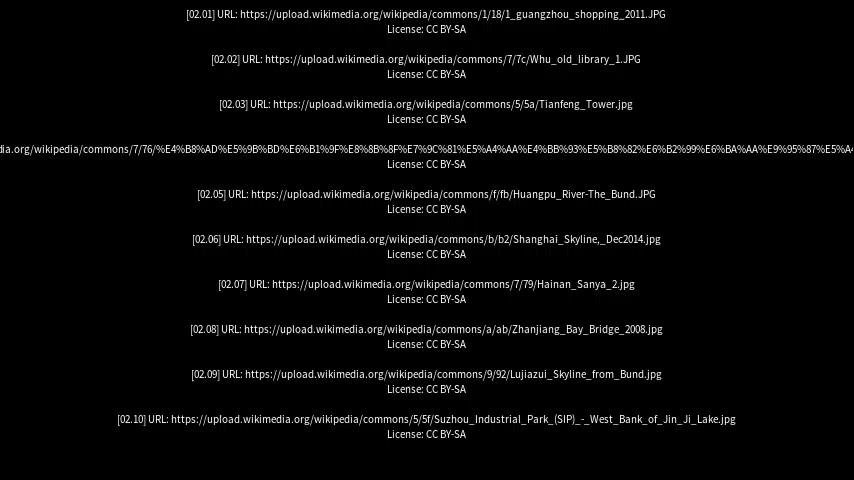 [02.01] URL: https://upload.wikimedia.org/wikipedia/commons/1/18/1_guangzhou_shopping_2011.JPG
License: CC BY-SA
[02.02] URL: https://upload.wikimedia.org/wikipedia/commons/7/7c/Whu_old_library_1.JPG
License: CC BY-SA
[02.03] URL: https://upload.wikimedia.org/wikipedia/commons/5/5a/Tianfeng_Tower.jpg
License: CC BY-SA
dia.org/wikipedia/commons/7/76/%E4%B8%AD%E5%9B%BD%E6%B1%9F%E8%8B%8F%E7%9C%81%E5%A4%AA%E4%BB%93%E5%B8%82%E6%B2%99%E6%BA%AA%E9%95%87%E5%A4
License: CC BY-SA
[02.05] URL: https://upload.wikimedia.org/wikipedia/commons/f/fb/Huangpu_River-The_Bund.JPG
License: CC BY-SA
[02.06] URL: https://upload.wikimedia.org/wikipedia/commons/b/b2/Shanghai_Skyline,_Dec2014.jpg
License: CC BY-SA
[02.07] URL: https://upload.wikimedia.org/wikipedia/commons/7/79/Hainan_Sanya_2.jpg
License: CC BY-SA
[02.08] URL: https://upload.wikimedia.org/wikipedia/commons/a/ab/Zhanjiang_Bay_Bridge_2008.jpg
License: CC BY-SA
[02.09] URL: https://upload.wikimedia.org/wikipedia/commons/9/92/Lujiazui_Skyline_from_Bund.jpg
License: CC BY-SA
[02.10] URL: https://upload.wikimedia.org/wikipedia/commons/5/5f/Suzhou_Industrial_Park_(SIP)_-_West_Bank_of_Jin_Ji_Lake.jpg
License: CC BY-SA